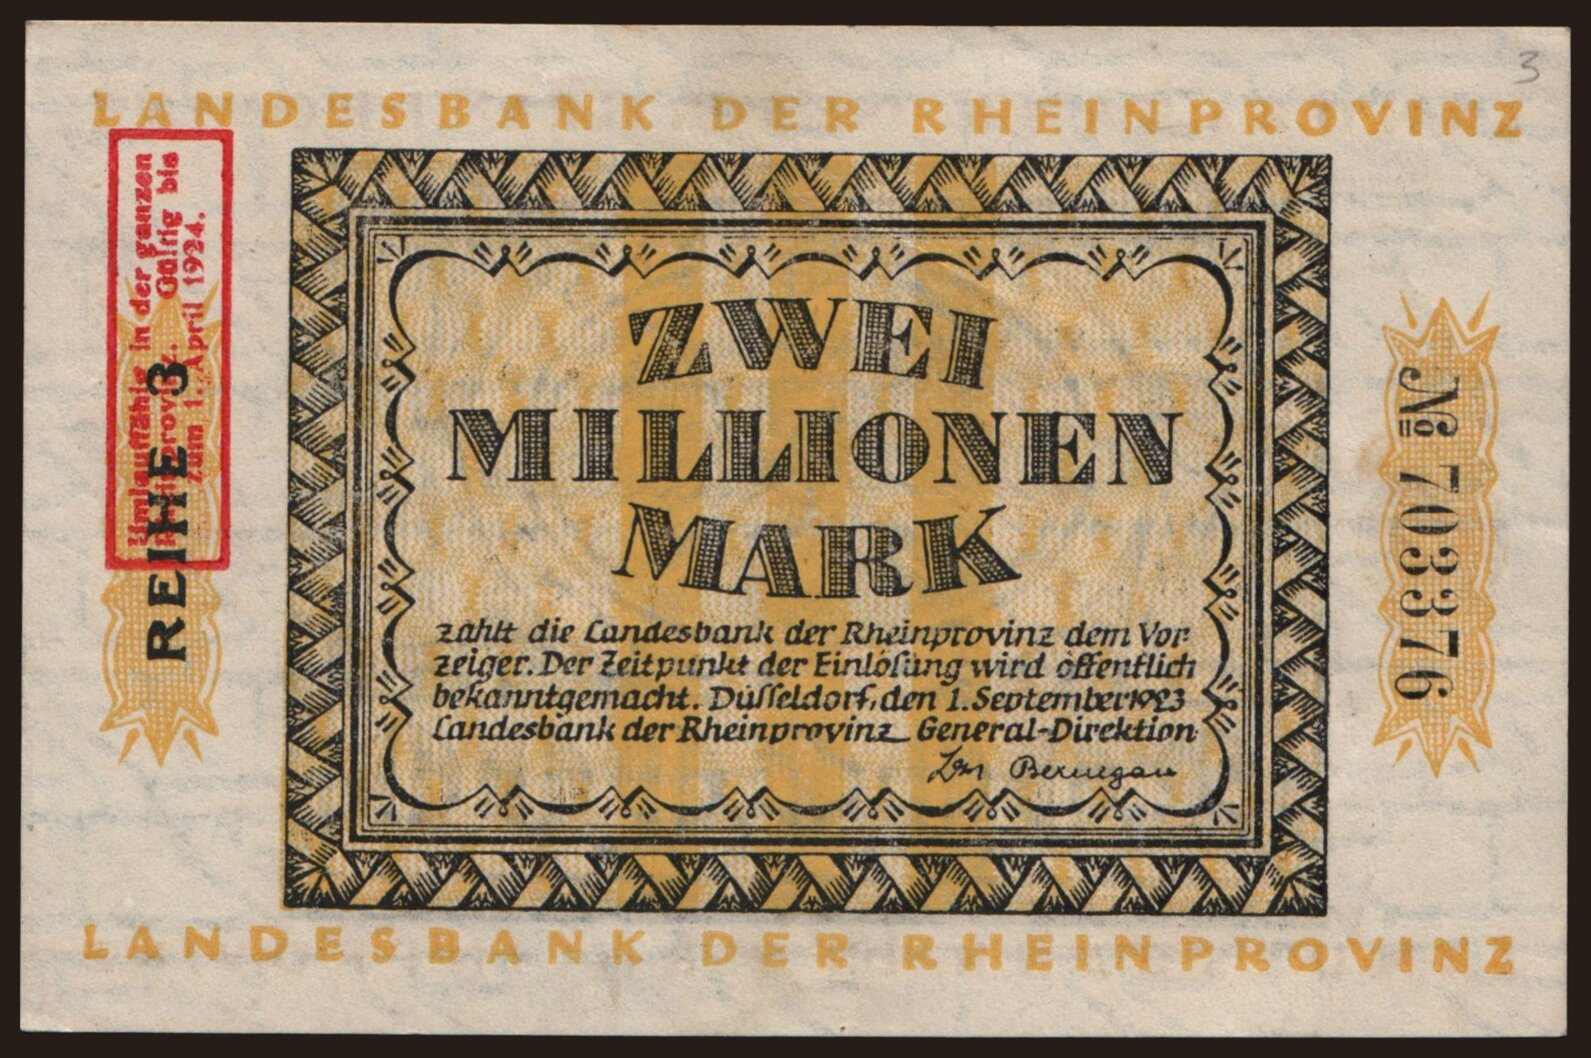 3
LANDESBANK DER RHEINPROVINZ
Umlauffähig in der ganzen
Rheinprovinz. Gültig bis
zum 1. April 1924.
REIHE 3
ZWEI
MILLIONEN
MARK
zahlt die Landesbank der Rheinprovinz dem Vor-
zeiger. Der Zeitpunkt der Einlösung wird öffentlich
bekanntgemacht. Düsseldorf, den 1. September 1923
Landesbank der Rheinprovinz General-Direktion
№ 703376
LANDESBANK DER RHEINPROVINZ